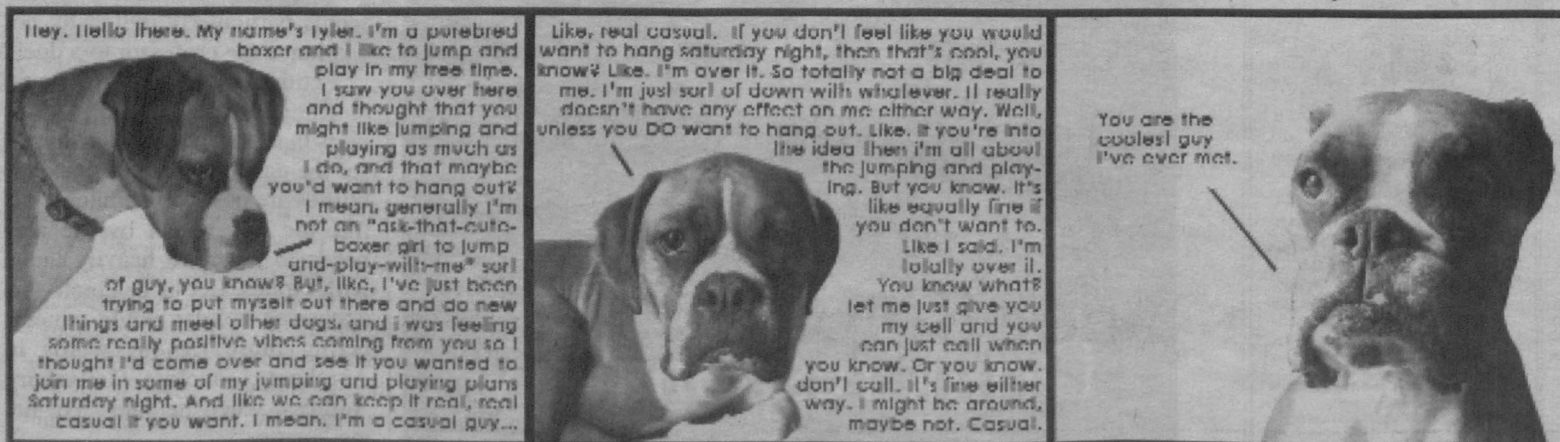 Hey. Hello there. My name's Tyler. I'm a purebred
boxer and I like to jump and
play in my free time.
I saw you over here
and thought that you
might like jumping and
playing as much as
I do, and that maybe
you'd want to hang out?
I mean, generally I'm
not an "ask-that-cute-
boxer girl to jump
and-play-with-me" sort
of guy, you know? But, like, I've just been
trying to put myself out there and do new
things and meet other dogs, and i was feeling
some really positive vibes coming from you so I
thought I'd come over and see if you wanted to
join me in some of my jumping and playing plans
Saturday night. And like we can keep it real, real
casual if you want. I mean, I'm a casual guy...
Like, real casual. If you don't feel like you would
want to hang saturday night, then that's cool, you
know? Like. I'm over it. So totally not a big deal to
me. I'm just sort of down with whatever. It really
doesn't have any effect on me either way. Well,
unless you DO want to hang out. Like. If you're into
the idea then i'm all about
the jumping and play-
ing. But you know. It's
like equally fine if
you don't want to.
Like I said. I'm
totally over it.
You know what?
let me just give you
my cell and you
can just call when
you know. Or you know.
don't call. It's fine either
way. I might be around,
maybe not. Casual.
You are the
coolest guy
I've ever met.